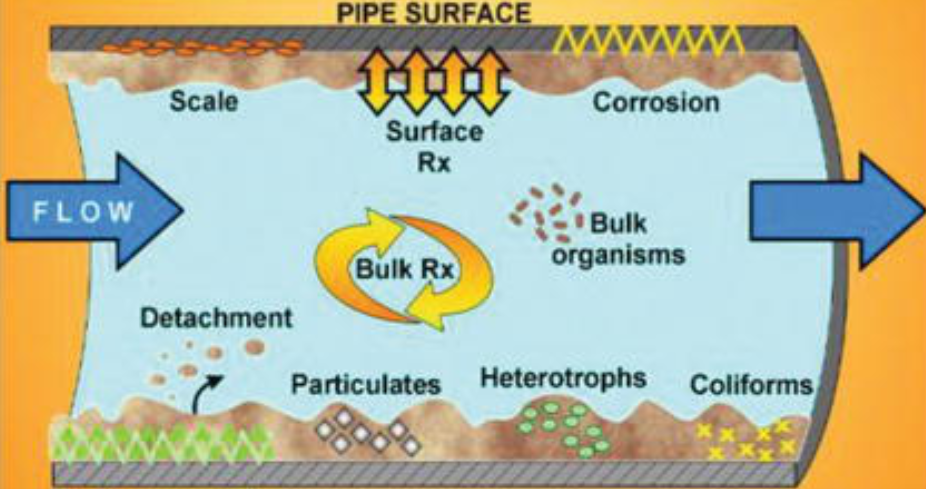 PIPE SURFACE
Scale
Surface
Rx
Corrosion
FLOW
Bulk
organisms
Bulk Rx
Detachment
Particulates
Heterotrophs
Coliforms